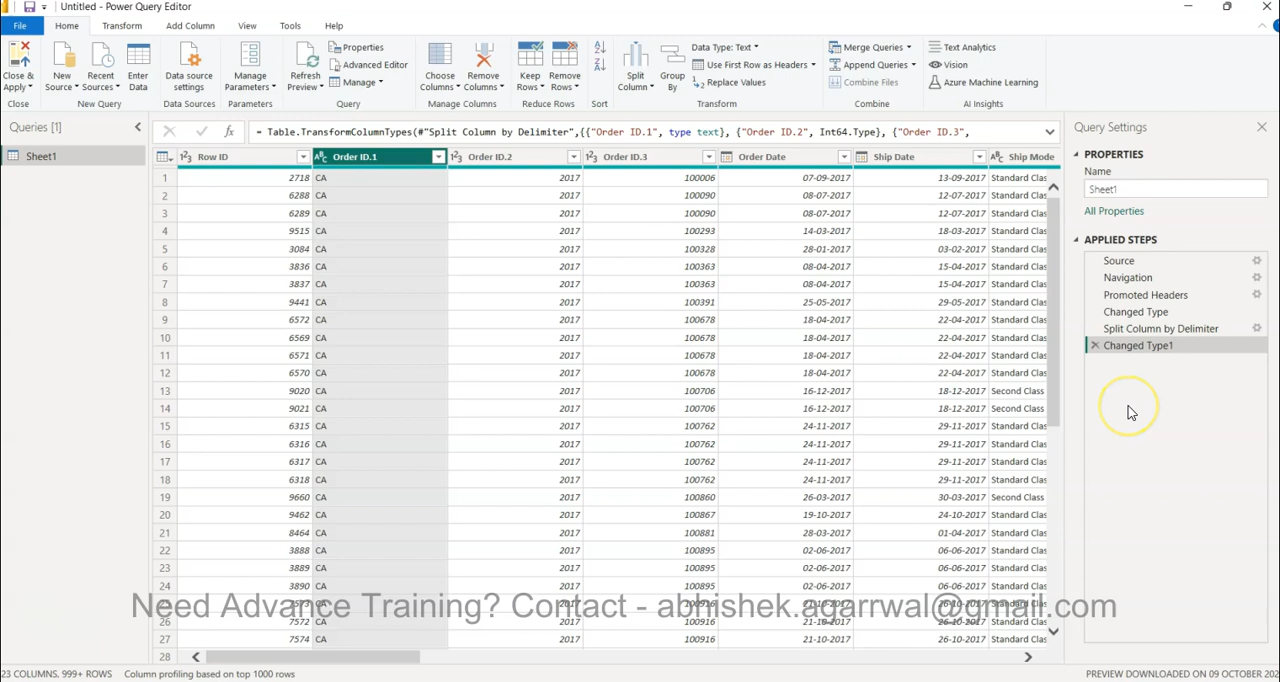 Untitled - Power Query Editor
File Home Transform Add Column View Tools Help
Close & Apply
New Source
Recent Sources
Enter Data
Data source settings
Manage Parameters
Refresh Preview
Properties
Advanced Editor
Manage
Choose Columns
Remove Columns
Keep Rows
Remove Rows
Split Column
Group By
Data Type: Text
Use First Row as Headers
Replace Values
Merge Queries
Append Queries
Combine Files
Text Analytics
Vision
Azure Machine Learning
Close New Query Data Sources Parameters Query Manage Columns Reduce Rows Sort Transform Combine AI Insights
Queries [1]
Sheet1
fx = Table.TransformColumnTypes(#"Split Column by Delimiter",{{"Order ID.1", type text}, {"Order ID.2", Int64.Type}, {"Order ID.3",
Row ID Order ID.1 Order ID.2 Order ID.3 Order Date Ship Date Ship Mode
1 2718 CA 2017 100006 07-09-2017 13-09-2017 Standard Clas
2 6288 CA 2017 100090 08-07-2017 12-07-2017 Standard Clas
3 6289 CA 2017 100090 08-07-2017 12-07-2017 Standard Clas
4 9515 CA 2017 100293 14-03-2017 18-03-2017 Standard Clas
5 3084 CA 2017 100328 28-01-2017 03-02-2017 Standard Clas
6 3836 CA 2017 100363 08-04-2017 15-04-2017 Standard Clas
7 3837 CA 2017 100363 08-04-2017 15-04-2017 Standard Clas
8 9441 CA 2017 100391 25-05-2017 29-05-2017 Standard Clas
9 6572 CA 2017 100678 18-04-2017 22-04-2017 Standard Clas
10 6569 CA 2017 100678 18-04-2017 22-04-2017 Standard Clas
11 6571 CA 2017 100678 18-04-2017 22-04-2017 Standard Clas
12 6570 CA 2017 100678 18-04-2017 22-04-2017 Standard Clas
13 9020 CA 2017 100706 16-12-2017 18-12-2017 Second Class
14 9021 CA 2017 100706 16-12-2017 18-12-2017 Second Class
15 6315 CA 2017 100762 24-11-2017 29-11-2017 Standard Clas
16 6316 CA 2017 100762 24-11-2017 29-11-2017 Standard Clas
17 6317 CA 2017 100762 24-11-2017 29-11-2017 Standard Clas
18 6318 CA 2017 100762 24-11-2017 29-11-2017 Standard Clas
19 9660 CA 2017 100860 26-03-2017 30-03-2017 Second Class
20 9462 CA 2017 100867 19-10-2017 24-10-2017 Standard Clas
21 8464 CA 2017 100881 28-03-2017 01-04-2017 Standard Clas
22 3888 CA 2017 100895 02-06-2017 06-06-2017 Standard Clas
23 3889 CA 2017 100895 02-06-2017 06-06-2017 Standard Clas
24 3890 CA 2017 100895 02-06-2017 06-06-2017 Standard Clas
Need Advance Training? Contact - abhishek.agarrwal@gmail.com
26 7572 CA 2017 100916 21-10-2017 26-10-2017 Standard Clas
27 7574 CA 2017 100916 21-10-2017 26-10-2017 Standard Clas
28
Query Settings
PROPERTIES
Name
Sheet1
All Properties
APPLIED STEPS
Source
Navigation
Promoted Headers
Changed Type
Split Column by Delimiter
Changed Type1
23 COLUMNS, 999+ ROWS Column profiling based on top 1000 rows PREVIEW DOWNLOADED ON 09 OCTOBER 202